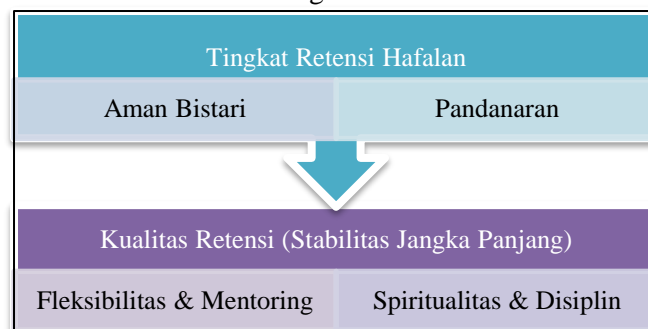 Tingkat Retensi Hafalan
Aman Bistari
Pandanaran
Kualitas Retensi (Stabilitas Jangka Panjang)
Fleksibilitas & Mentoring
Spiritualitas & Disiplin